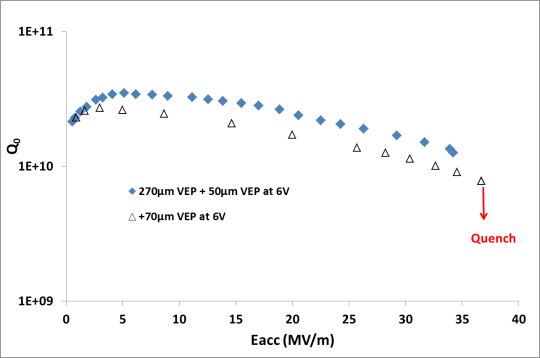 1E+11
1E+10
1E+09
Q0
270μm VEP + 50μm VEP at 6V
+70μm VEP at 6V
Quench
0 5 10 15 20 25 30 35 40
Eacc (MV/m)